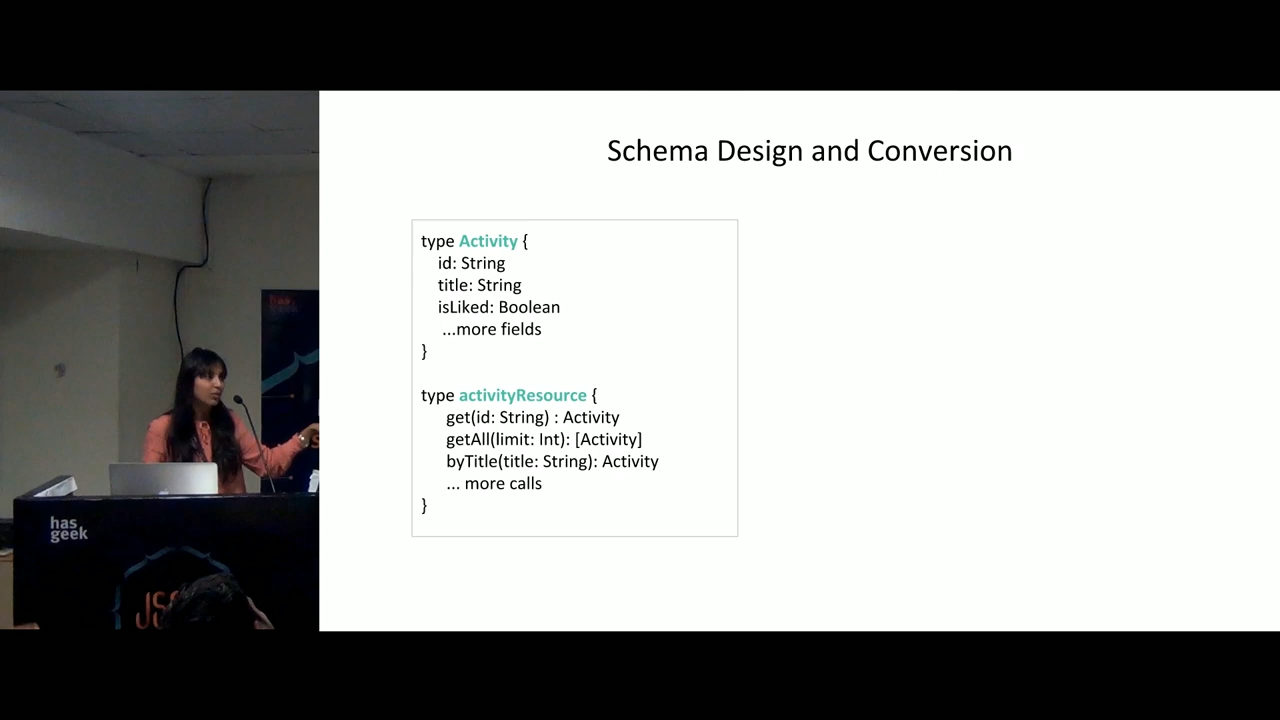 Schema Design and Conversion
type Activity {
id: String
title: String
isLiked: Boolean
...more fields
}
type activityResource {
get(id: String) : Activity
getAll(limit: Int): [Activity]
byTitle(title: String): Activity
... more calls
}
has
geek
JS